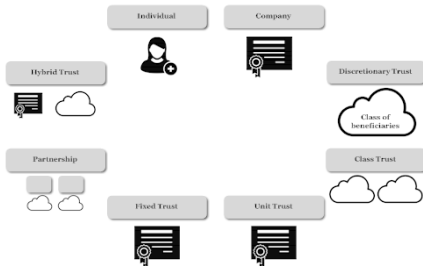 Individual
Company
Hybrid Trust
Discretionary Trust
Class of
beneficiaries
Partnership
Class Trust
Fixed Trust
Unit Trust